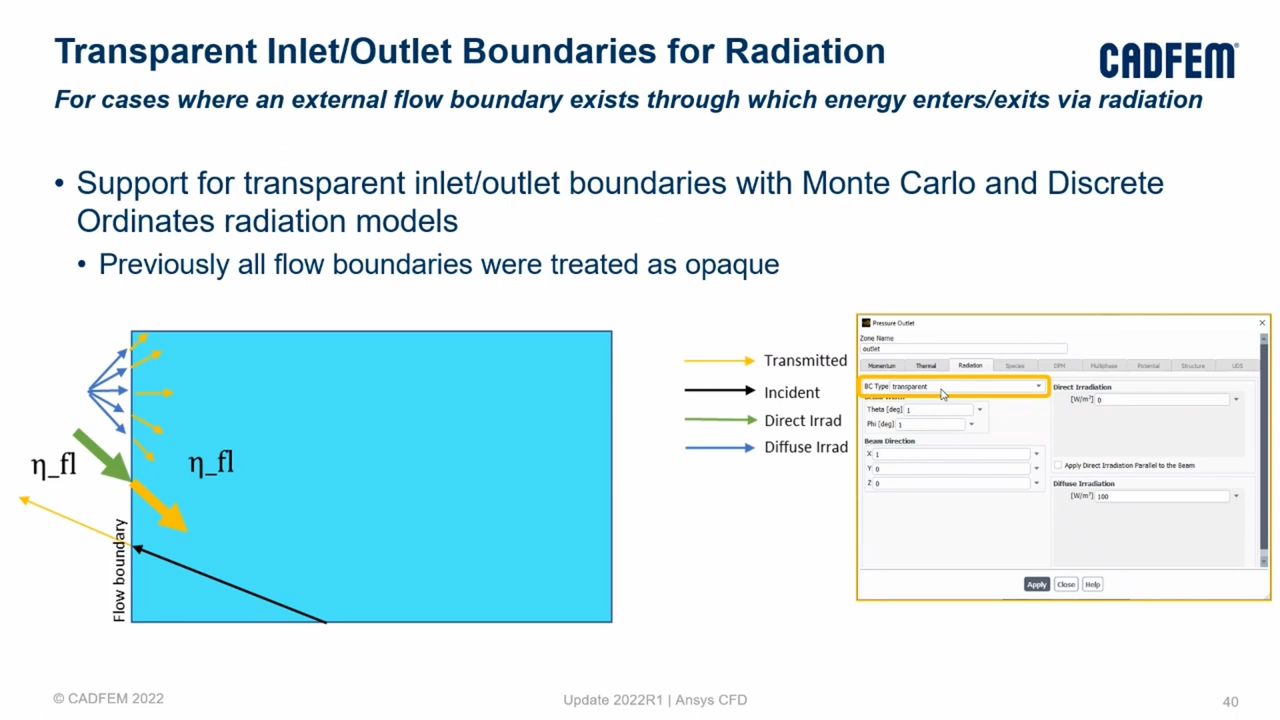 Transparent Inlet/Outlet Boundaries for Radiation
CADFEM
For cases where an external flow boundary exists through which energy enters/exits via radiation
• Support for transparent inlet/outlet boundaries with Monte Carlo and Discrete
Ordinates radiation models
• Previously all flow boundaries were treated as opaque
η_fl
η_fl
Flow boundary
Transmitted
Incident
Direct Irrad
Diffuse Irrad
Pressure Outlet
Zone Name
outlet
Momentum Thermal Radiation Species DPM Multiphase Potential Structure UDS
BC Type transparent
Theta [deg] 1
Phi [deg] 1
Beam Direction
X 1
Y 0
Z 0
Direct Irradiation
[W/m²] 0
Apply Direct Irradiation Parallel to the Beam
Diffuse Irradiation
[W/m²] 100
Apply Close Help
© CADFEM 2022
Update 2022R1 | Ansys CFD
40